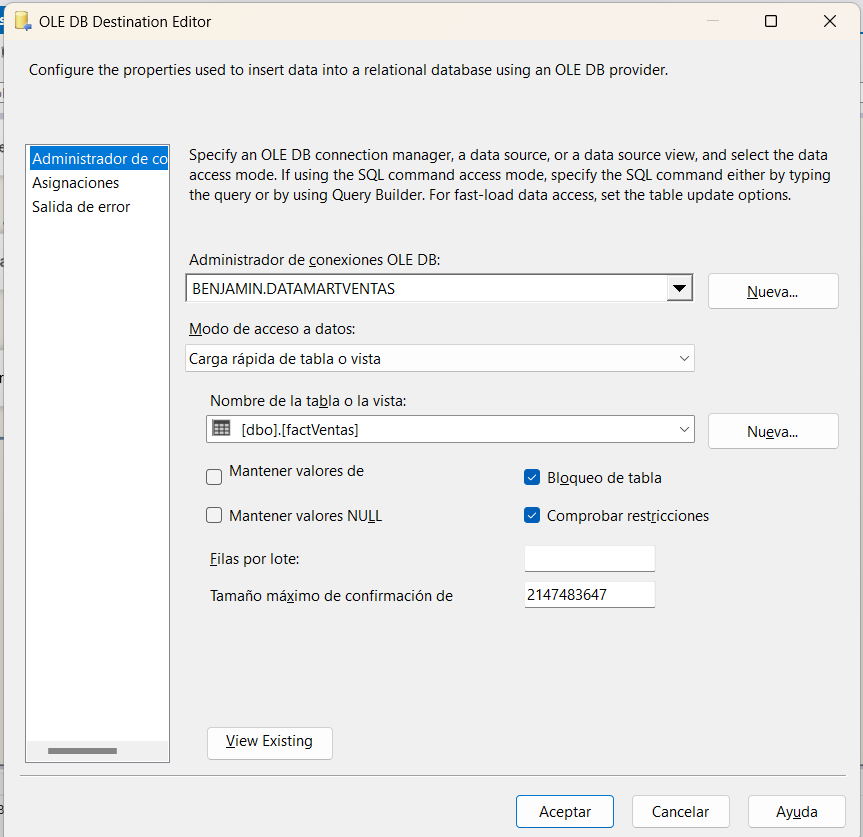 OLE DB Destination Editor
Configure the properties used to insert data into a relational database using an OLE DB provider.
Administrador de co
Asignaciones
Salida de error
Specify an OLE DB connection manager, a data source, or a data source view, and select the data
access mode. If using the SQL command access mode, specify the SQL command either by typing
the query or by using Query Builder. For fast-load data access, set the table update options.
Administrador de conexiones OLE DB:
BENJAMIN.DATAMARTVENTAS
Nueva...
Modo de acceso a datos:
Carga rápida de tabla o vista
Nombre de la tabla o la vista:
[dbo].[factVentas]
Nueva...
Mantener valores de
Bloqueo de tabla
Mantener valores NULL
Comprobar restricciones
Filas por lote:
Tamaño máximo de confirmación de
2147483647
View Existing
Aceptar
Cancelar
Ayuda